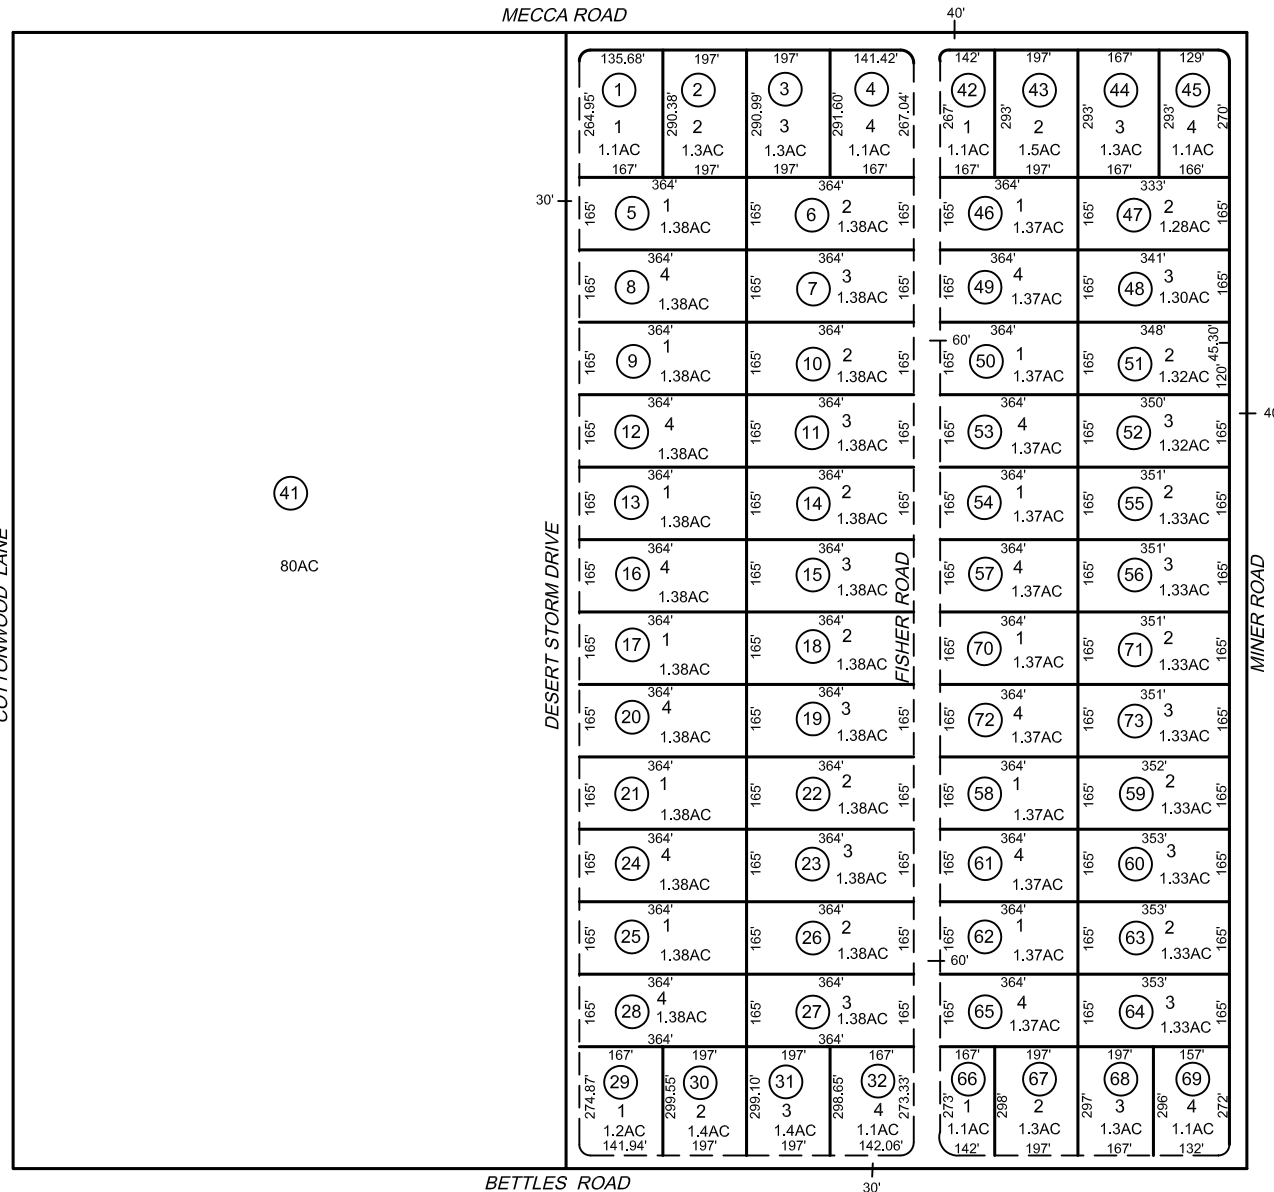 MECCA ROAD
40'
135.68' 197' 197' 141.42' 142' 197' 167' 129'
1 2 3 4 42 43 44 45
264.95' 290.38' 290.99' 291.60' 267.04' 267' 293' 293' 293' 270'
1 2 3 4 1 2 3 4
1.1AC 1.3AC 1.3AC 1.1AC 1.1AC 1.5AC 1.3AC 1.1AC
167' 197' 197' 167' 167' 197' 167' 166'
30'
364' 364' 364' 333'
165' 5 1 165' 6 2 165' 165' 46 1 165' 47 2 165'
1.38AC 1.38AC 1.37AC 1.28AC
364' 364' 364' 341'
165' 8 4 165' 7 3 165' 165' 49 4 165' 48 3 165'
1.38AC 1.38AC 1.37AC 1.30AC
364' 364' 364' 348'
60' 45.30'
165' 9 1 165' 10 2 165' 165' 50 1 165' 51 2 120'
1.38AC 1.38AC 1.37AC 1.32AC
364' 364' 364' 350'
40
165' 12 4 165' 11 3 165' 165' 53 4 165' 52 3 165'
1.38AC 1.38AC 1.37AC 1.32AC
364' 364' 364' 351'
41
165' 13 1 165' 14 2 165' 165' 54 1 165' 55 2 165'
1.38AC 1.38AC 1.37AC 1.33AC
80AC
364' 364' 364' 351'
165' 16 4 165' 15 3 165' 165' 57 4 165' 56 3 165'
1.38AC 1.38AC 1.37AC 1.33AC
COTTONWOOD LANE
DESERT STORM DRIVE
FISHER ROAD
MINER ROAD
364' 364' 364' 351'
165' 17 1 165' 18 2 165' 165' 70 1 165' 71 2 165'
1.38AC 1.38AC 1.37AC 1.33AC
364' 364' 364' 351'
165' 20 4 165' 19 3 165' 165' 72 4 165' 73 3 165'
1.38AC 1.38AC 1.37AC 1.33AC
364' 364' 364' 352'
165' 21 1 165' 22 2 165' 165' 58 1 165' 59 2 165'
1.38AC 1.38AC 1.37AC 1.33AC
364' 364' 364' 353'
165' 24 4 165' 23 3 165' 165' 61 4 165' 60 3 165'
1.38AC 1.38AC 1.37AC 1.33AC
364' 364' 364' 353'
165' 25 1 165' 26 2 165' 165' 62 1 165' 63 2 165'
1.38AC 1.38AC 1.37AC 1.33AC
60'
364' 364' 364' 353'
165' 28 4 165' 27 3 165' 165' 65 4 165' 64 3 165'
1.38AC 1.38AC 1.37AC 1.33AC
364' 364'
167' 197' 197' 167' 167' 197' 197' 157'
29 30 31 32 66 67 68 69
274.87' 299.55' 299.10' 298.65' 273.33' 273' 298' 297' 296' 272'
1 2 3 4 1 2 3 4
1.2AC 1.4AC 1.4AC 1.1AC 1.1AC 1.3AC 1.3AC 1.1AC
141.94' 197' 197' 142.06' 142' 197' 167' 132'
BETTLES ROAD
30'